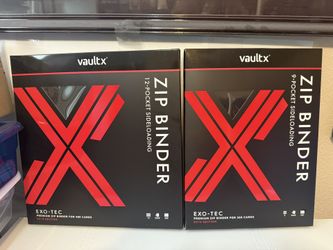 vaultx
ZIP BINDER
12-POCKET SIDELOADING
EXO-TEC
PREMIUM ZIP BINDER FOR 480 CARDS
vaultx
ZIP BINDER
9-POCKET SIDELOADING
EXO-TEC
PREMIUM ZIP BINDER FOR 360 CARDS